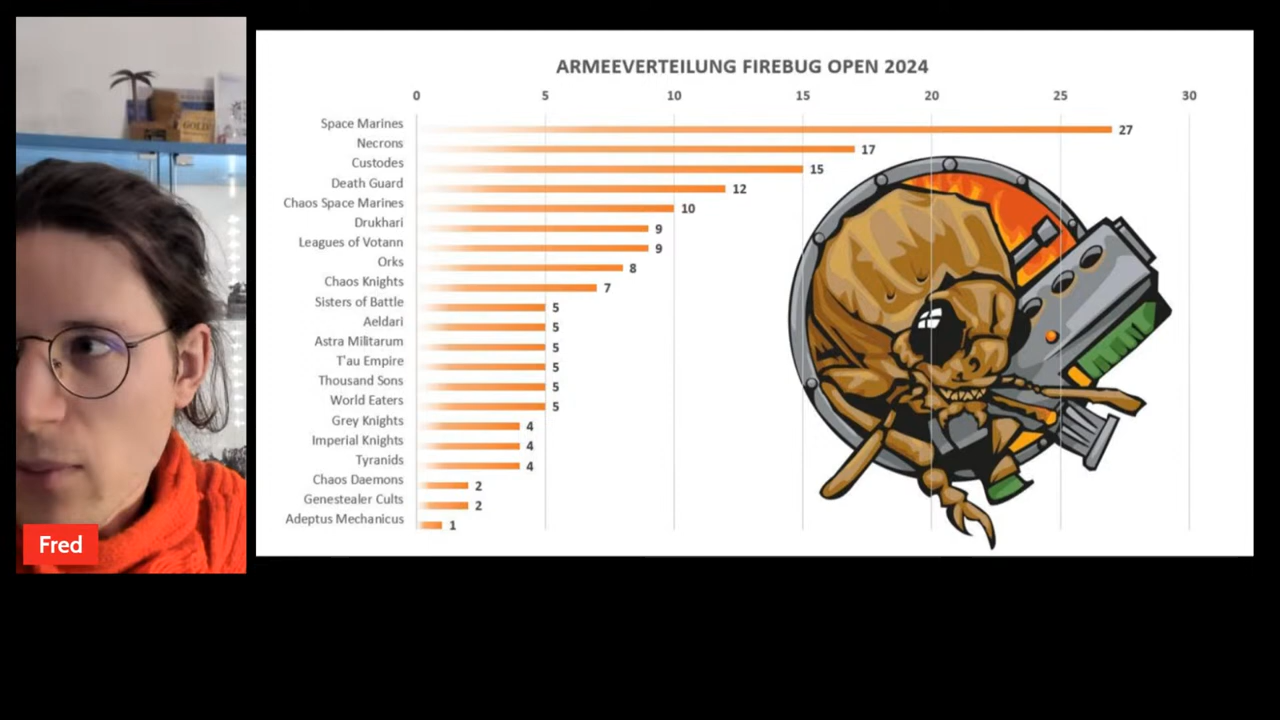 GOLD
Fred
ARMEEVERTEILUNG FIREBUG OPEN 2024
0 5 10 15 20 25 30
Space Marines 27
Necrons 17
Custodes 15
Death Guard 12
Chaos Space Marines 10
Drukhari 9
Leagues of Votann 9
Orks 8
Chaos Knights 7
Sisters of Battle 5
Aeldari 5
Astra Militarum 5
T'au Empire 5
Thousand Sons 5
World Eaters 5
Grey Knights 4
Imperial Knights 4
Tyranids 4
Chaos Daemons 2
Genestealer Cults 2
Adeptus Mechanicus 1